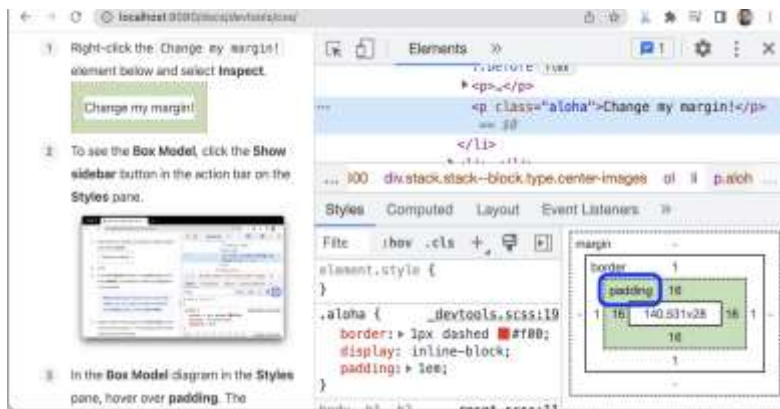 localhost:8080/docs/devtools/css/
1 Right-click the Change my margin!
element below and select Inspect.
Change my margin!
2 To see the Box Model, click the Show
sidebar button in the action bar on the
Styles pane.
3 In the Box Model diagram in the Styles
pane, hover over padding. The
Elements » 1
▶<p>…</p>
<p class="aloha">Change my margin!</p>
== $0
</li>
... 100 div.stack.stack--block.type.center-images ol li p.aloh ...
Styles Computed Layout Event Listeners »
Filte :hov .cls +
element.style {
}
.aloha { _devtools.scss:19
border:▶ 1px dashed #f00;
display: inline-block;
padding:▶ 1em;
}
margin -
border 1
padding 16
- 1 16 140.531×28 16 1 -
16
1
-